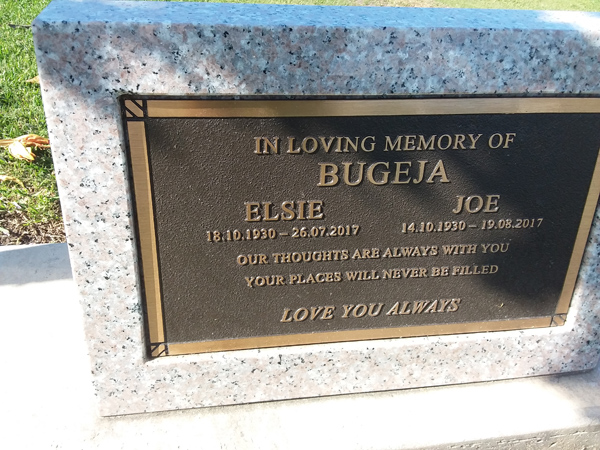 IN LOVING MEMORY OF
BUGEJA
ELSIE JOE
18.10.1930 – 26.07.2017 14.10.1930 – 19.08.2017
OUR THOUGHTS ARE ALWAYS WITH YOU
YOUR PLACES WILL NEVER BE FILLED
LOVE YOU ALWAYS